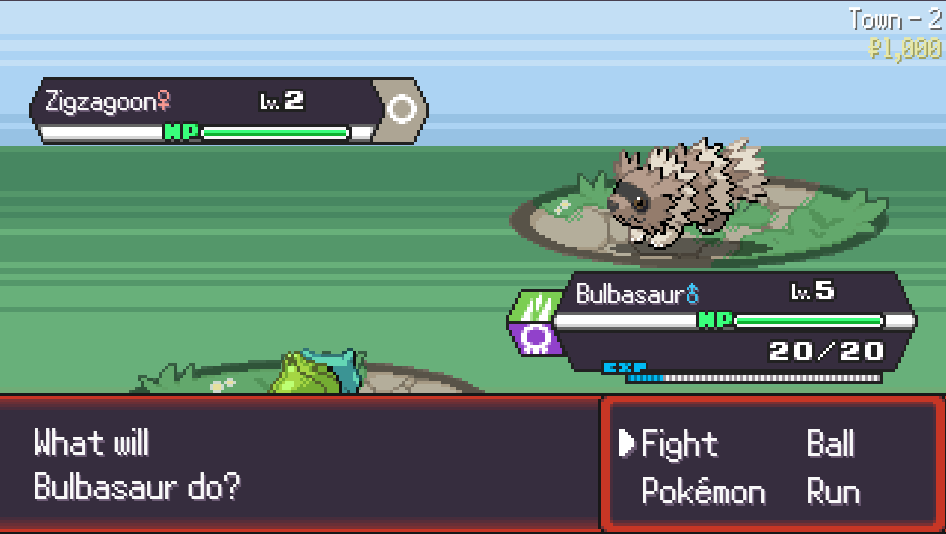 Town - 2
₽1,000
Zigzagoon♀ Lv.2
HP
Bulbasaur♂ Lv.5
HP
20/20
EXP
What will
Bulbasaur do?
Fight Ball
Pokémon Run